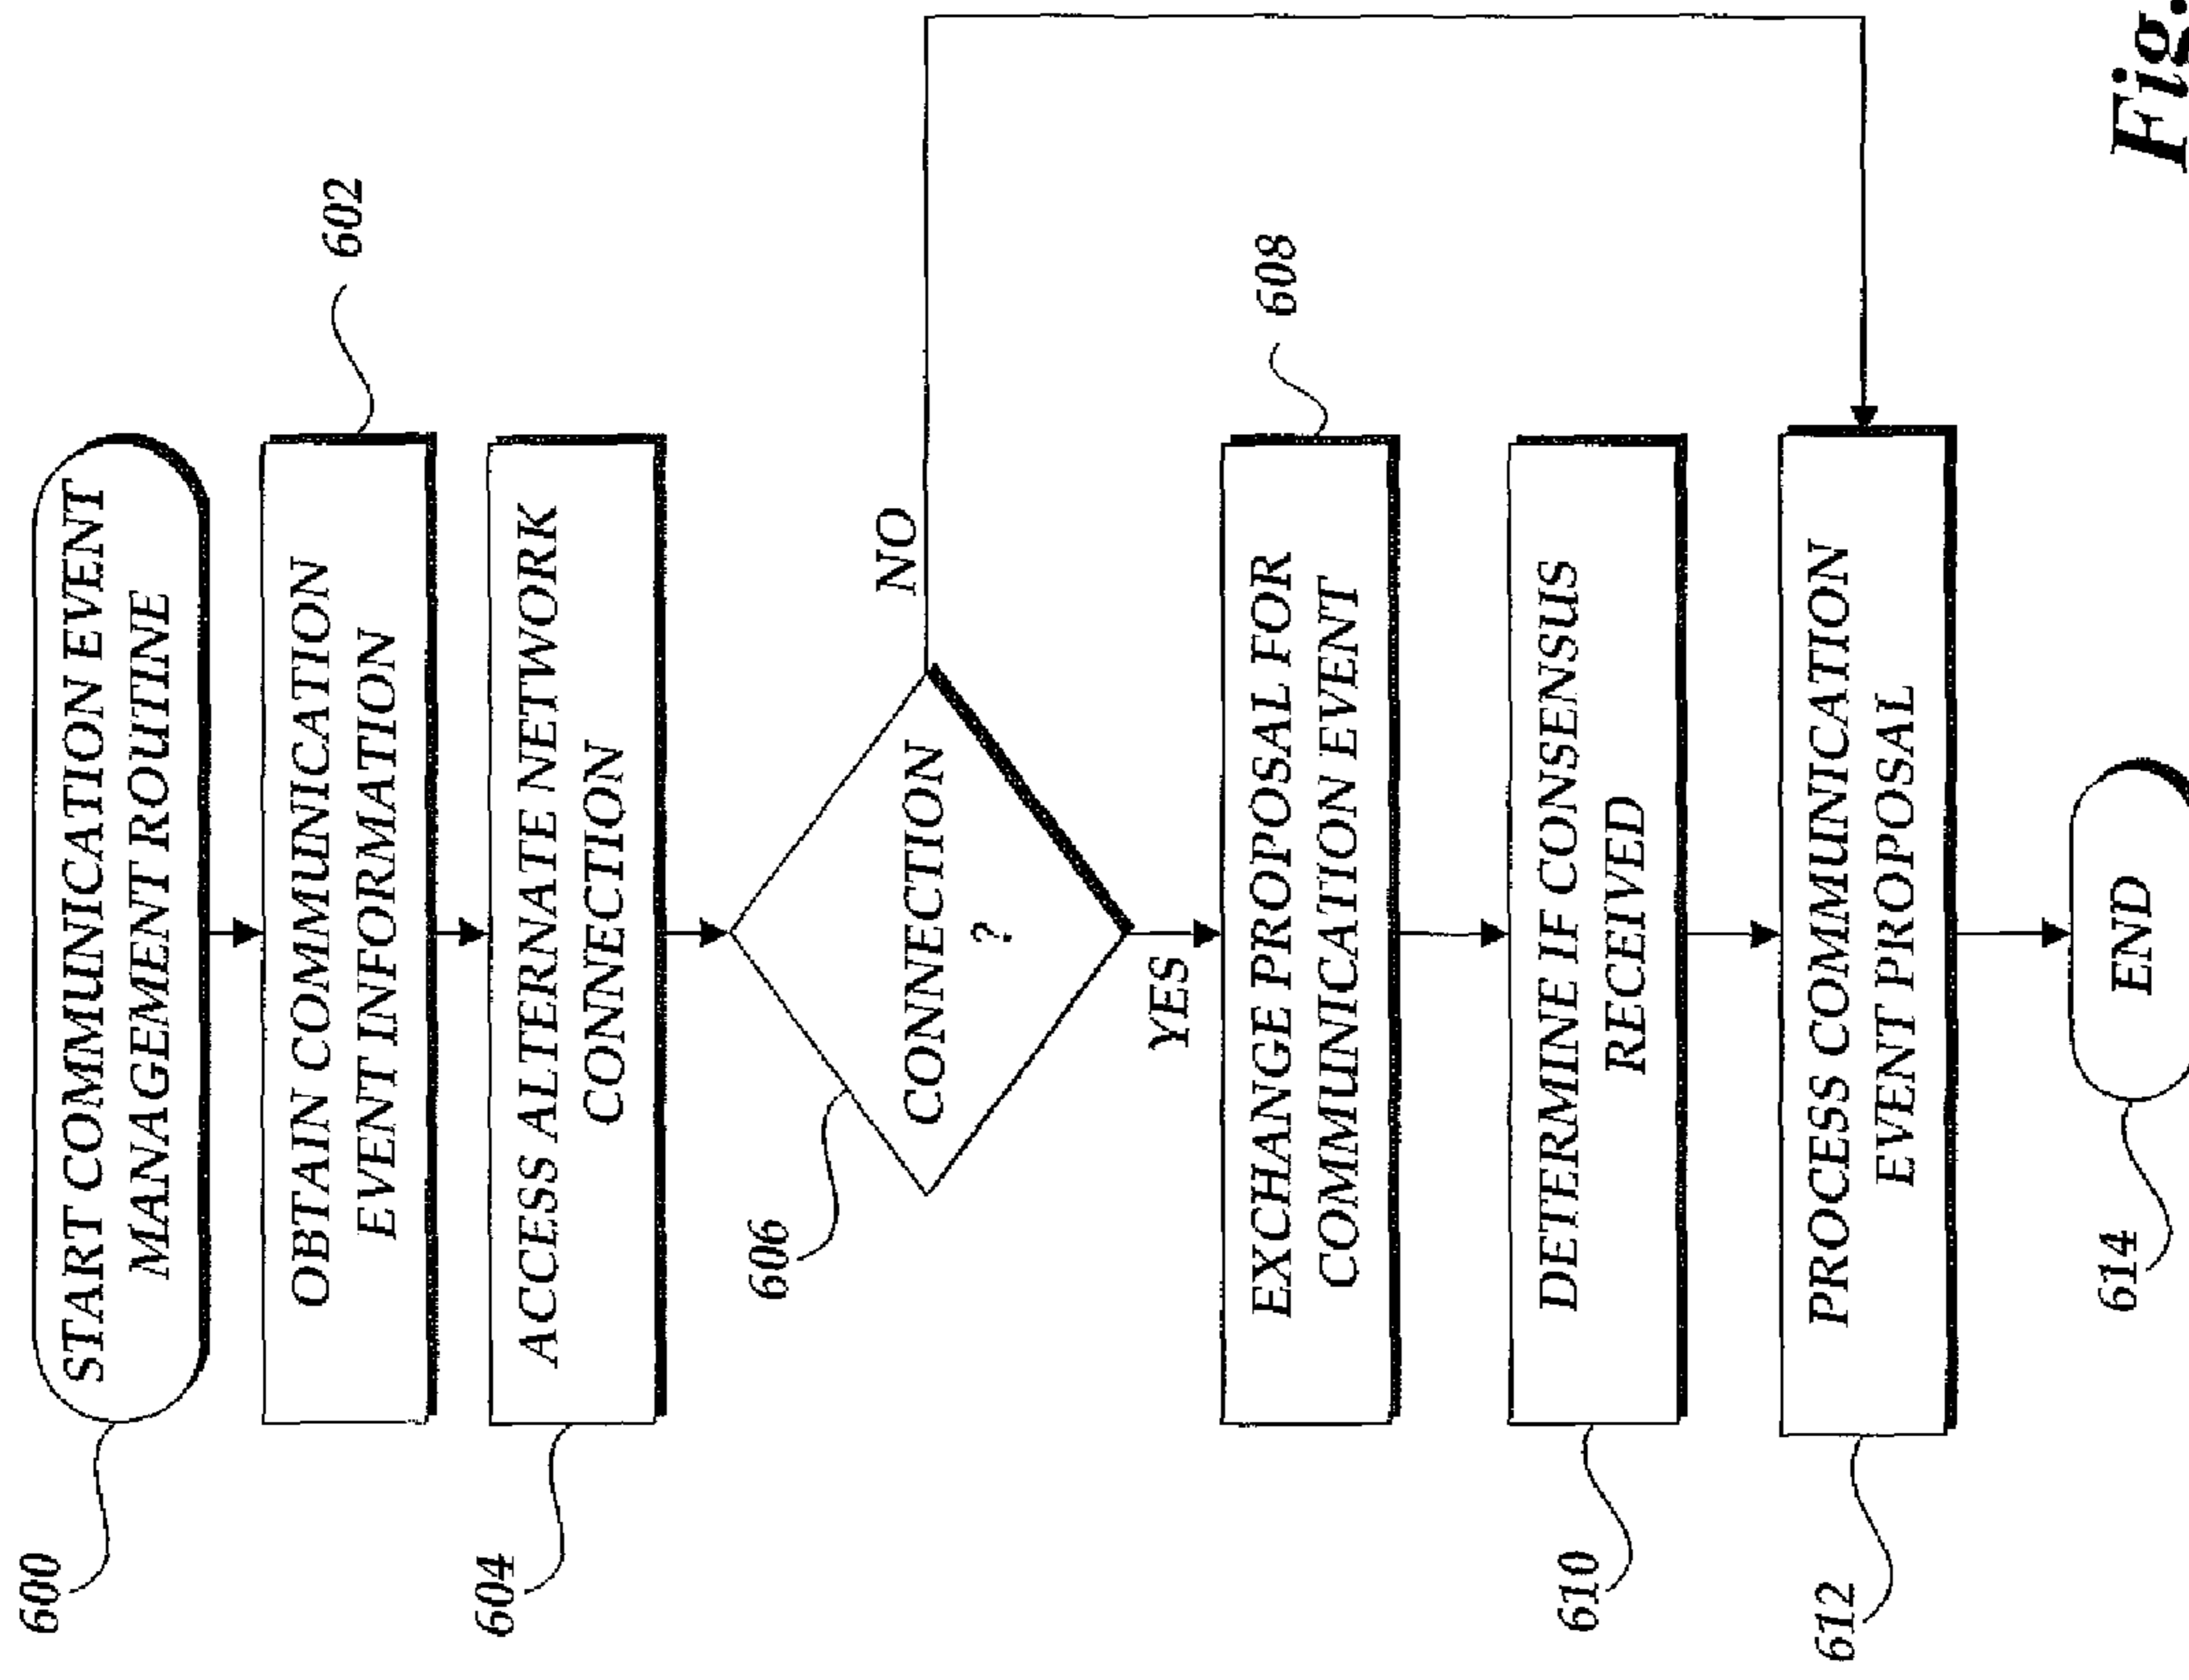 600
START COMMUNICATION EVENT
MANAGEMENT ROUTINE
602
OBTAIN COMMUNICATION
EVENT INFORMATION
604
ACCESS ALTERNATE NETWORK
CONNECTION
606
CONNECTION
?
NO
YES
608
EXCHANGE PROPOSAL FOR
COMMUNICATION EVENT
610
DETERMINE IF CONSENSUS
RECEIVED
612
PROCESS COMMUNICATION
EVENT PROPOSAL
614
END
Fig.